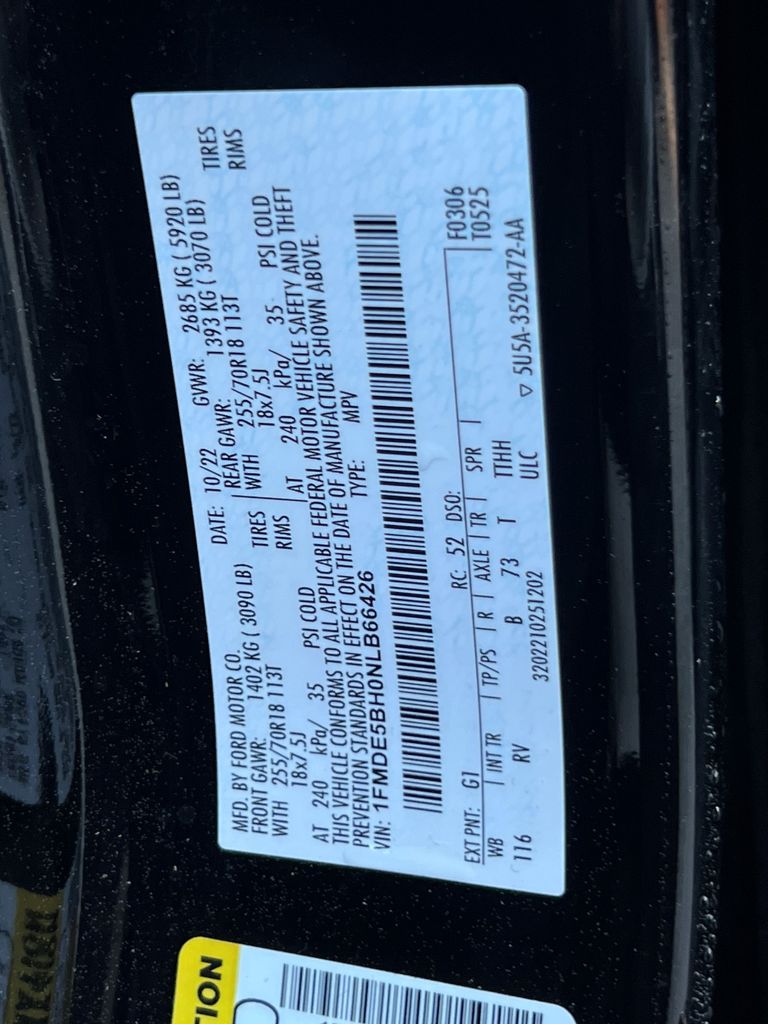 MFD. BY FORD MOTOR CO.
DATE: 10/22 GVWR: 2685 KG ( 5920 LB)
FRONT GAWR: 1402 KG ( 3090 LB)
REAR GAWR: 1393 KG ( 3070 LB)
WITH 255/70R18 113T TIRES
WITH 255/70R18 113T TIRES
18x7.5J RIMS
18x7.5J RIMS
AT 240 kPa/ 35 PSI COLD
AT 240 kPa/ 35 PSI COLD
THIS VEHICLE CONFORMS TO ALL APPLICABLE FEDERAL MOTOR VEHICLE SAFETY AND THEFT
PREVENTION STANDARDS IN EFFECT ON THE DATE OF MANUFACTURE SHOWN ABOVE.
VIN: 1FMDE5BH0NLB66426 TYPE: MPV
EXT PNT: G1 RC: 52 DSO: F0306
WB INT TR TP/PS R AXLE TR SPR T0525
116 RV B 73 T TTHH
3202210251202 ULC ▽ 5U5A-3520472-AA
TION